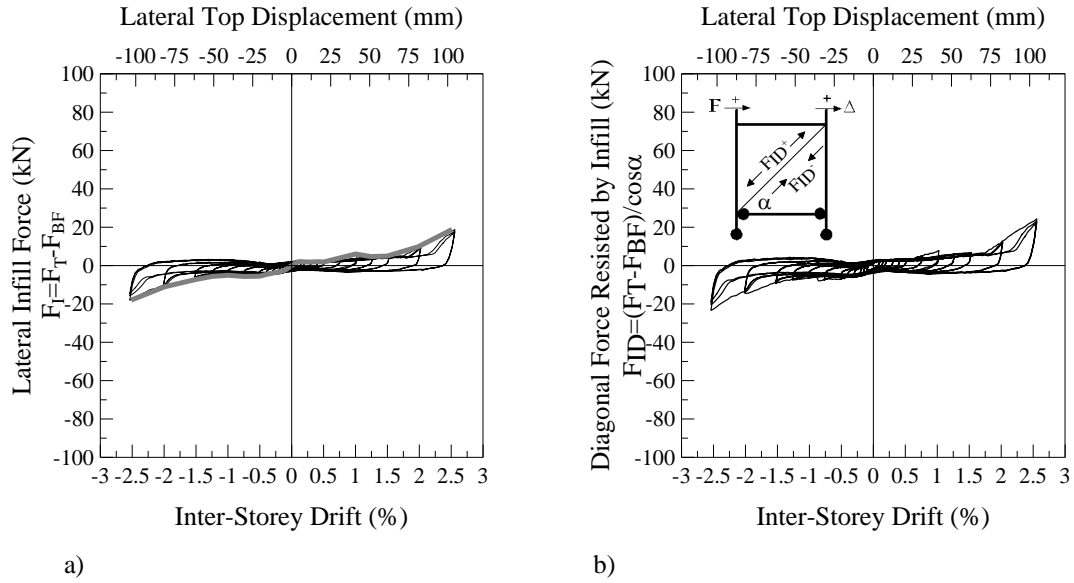 Lateral Top Displacement (mm)
-100 -75 -50 -25 0 25 50 75 100
100
80
60
40
20
0
-20
-40
-60
-80
-100
Lateral Infill Force (kN)
F_I=F_T-F_BF
-3 -2.5 -2 -1.5 -1 -0.5 0 0.5 1 1.5 2 2.5 3
Inter-Storey Drift (%)
a)
Lateral Top Displacement (mm)
-100 -75 -50 -25 0 25 50 75 100
100
80
60
40
20
0
-20
-40
-60
-80
-100
Diagonal Force Resisted by Infill (kN)
FID=(FT-FBF)/cosα
F + + Δ
FID+
FID-
α
-3 -2.5 -2 -1.5 -1 -0.5 0 0.5 1 1.5 2 2.5 3
Inter-Storey Drift (%)
b)